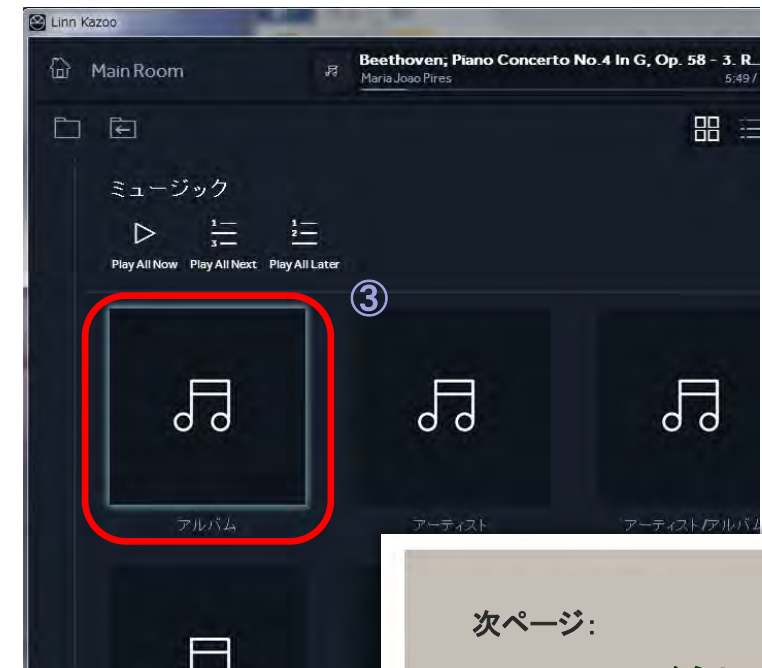 Linn Kazoo
Main Room
Beethoven; Piano Concerto No.4 In G, Op. 58 - 3. R...
Maria Joao Pires
5:49 /
ミュージック
Play All Now Play All Next Play All Later
③
アルバム アーティスト アーティスト/アルバム
次ページ: